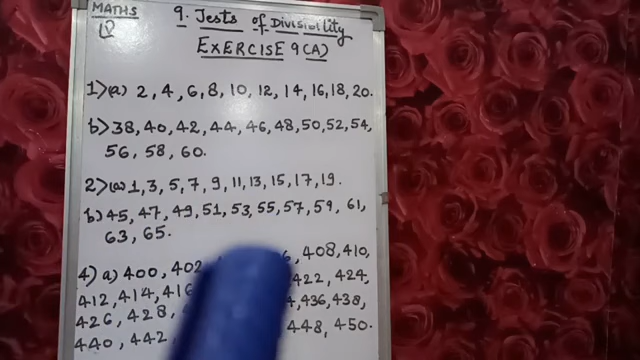 MATHS
9. Tests of Divisibility
EXERCISE 9(A)
1) (a) 2, 4, 6, 8, 10, 12, 14, 16, 18, 20.
b) 38, 40, 42, 44, 46, 48, 50, 52, 54,
56, 58, 60.
2) (a) 1, 3, 5, 7, 9, 11, 13, 15, 17, 19.
b) 45, 47, 49, 51, 53, 55, 57, 59, 61,
63, 65.
4) a) 400, 402, 408, 410,
412, 414, 416 422, 424,
426, 428, 436, 438,
440, 442, 448, 450.